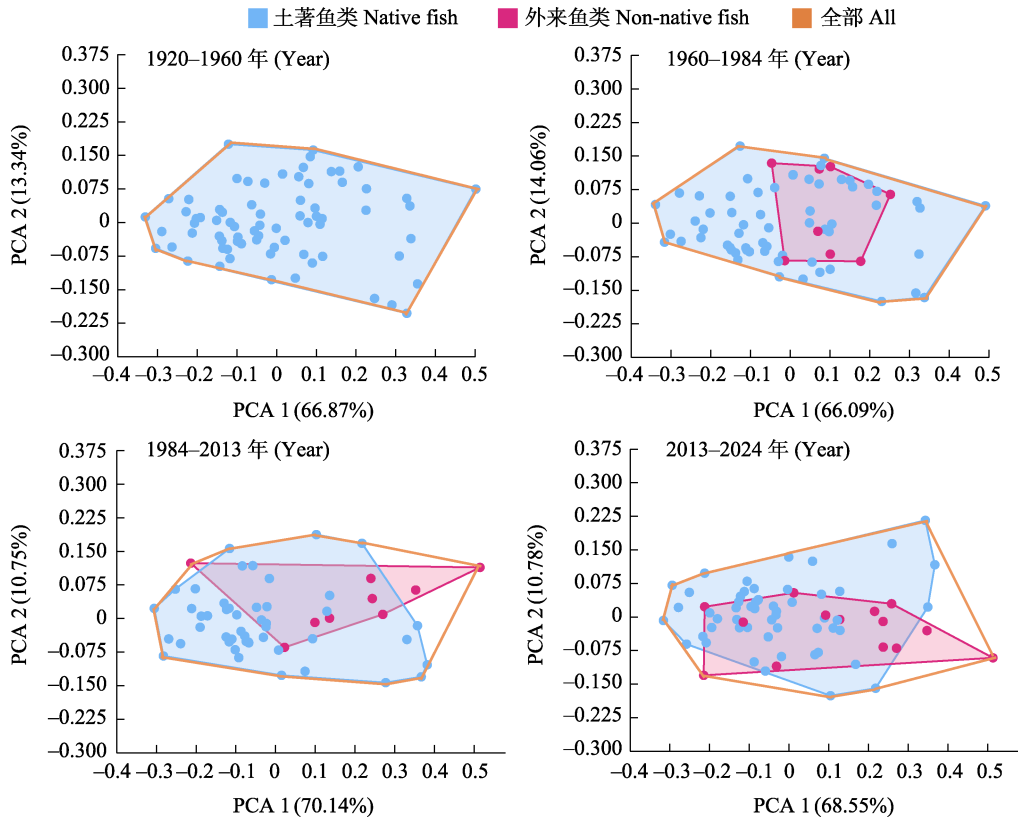 土著鱼类 Native fish 外来鱼类 Non-native fish 全部 All
1920–1960 年 (Year)
0.375
0.300
0.225
0.150
0.075
0
–0.075
–0.150
–0.225
–0.300
PCA 2 (13.34%)
–0.4 –0.3 –0.2 –0.1 0 0.1 0.2 0.3 0.4 0.5
PCA 1 (66.87%)
1960–1984 年 (Year)
0.375
0.300
0.225
0.150
0.075
0
–0.075
–0.150
–0.225
–0.300
PCA 2 (14.06%)
–0.4 –0.3 –0.2 –0.1 0 0.1 0.2 0.3 0.4 0.5
PCA 1 (66.09%)
1984–2013 年 (Year)
0.375
0.300
0.225
0.150
0.075
0
–0.075
–0.150
–0.225
–0.300
PCA 2 (10.75%)
–0.4 –0.3 –0.2 –0.1 0 0.1 0.2 0.3 0.4 0.5
PCA 1 (70.14%)
2013–2024 年 (Year)
0.375
0.300
0.225
0.150
0.075
0
–0.075
–0.150
–0.225
–0.300
PCA 2 (10.78%)
–0.4 –0.3 –0.2 –0.1 0 0.1 0.2 0.3 0.4 0.5
PCA 1 (68.55%)